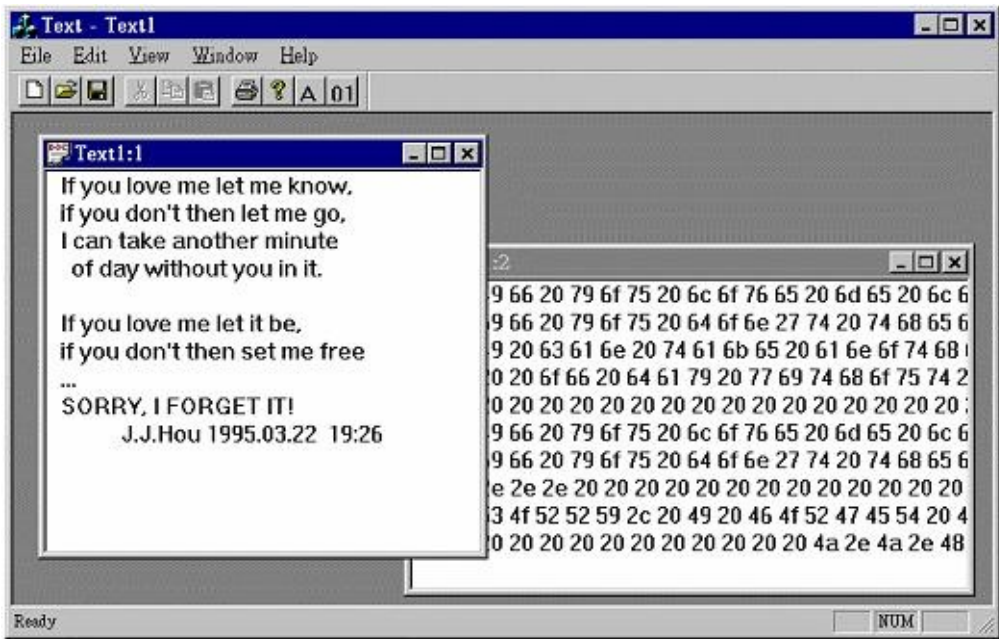 Text - Text1
File Edit View Window Help
A 01
Text1:1
If you love me let me know,
if you don't then let me go,
I can take another minute
of day without you in it.
If you love me let it be,
if you don't then set me free
...
SORRY, I FORGET IT!
J.J.Hou 1995.03.22 19:26
:2
9 66 20 79 6f 75 20 6c 6f 76 65 20 6d 65 20 6c 6
9 66 20 79 6f 75 20 64 6f 6e 27 74 20 74 68 65 6
9 20 63 61 6e 20 74 61 6b 65 20 61 6e 6f 74 68
0 20 6f 66 20 64 61 79 20 77 69 74 68 6f 75 74 2
0 20 20 20 20 20 20 20 20 20 20 20 20 20 20 20
9 66 20 79 6f 75 20 6c 6f 76 65 20 6d 65 20 6c 6
9 66 20 79 6f 75 20 64 6f 6e 27 74 20 74 68 65 6
e 2e 2e 20 20 20 20 20 20 20 20 20 20 20 20 20
3 4f 52 52 59 2c 20 49 20 46 4f 52 47 45 54 20 4
0 20 20 20 20 20 20 20 20 20 20 4a 2e 4a 2e 48
Ready
NUM